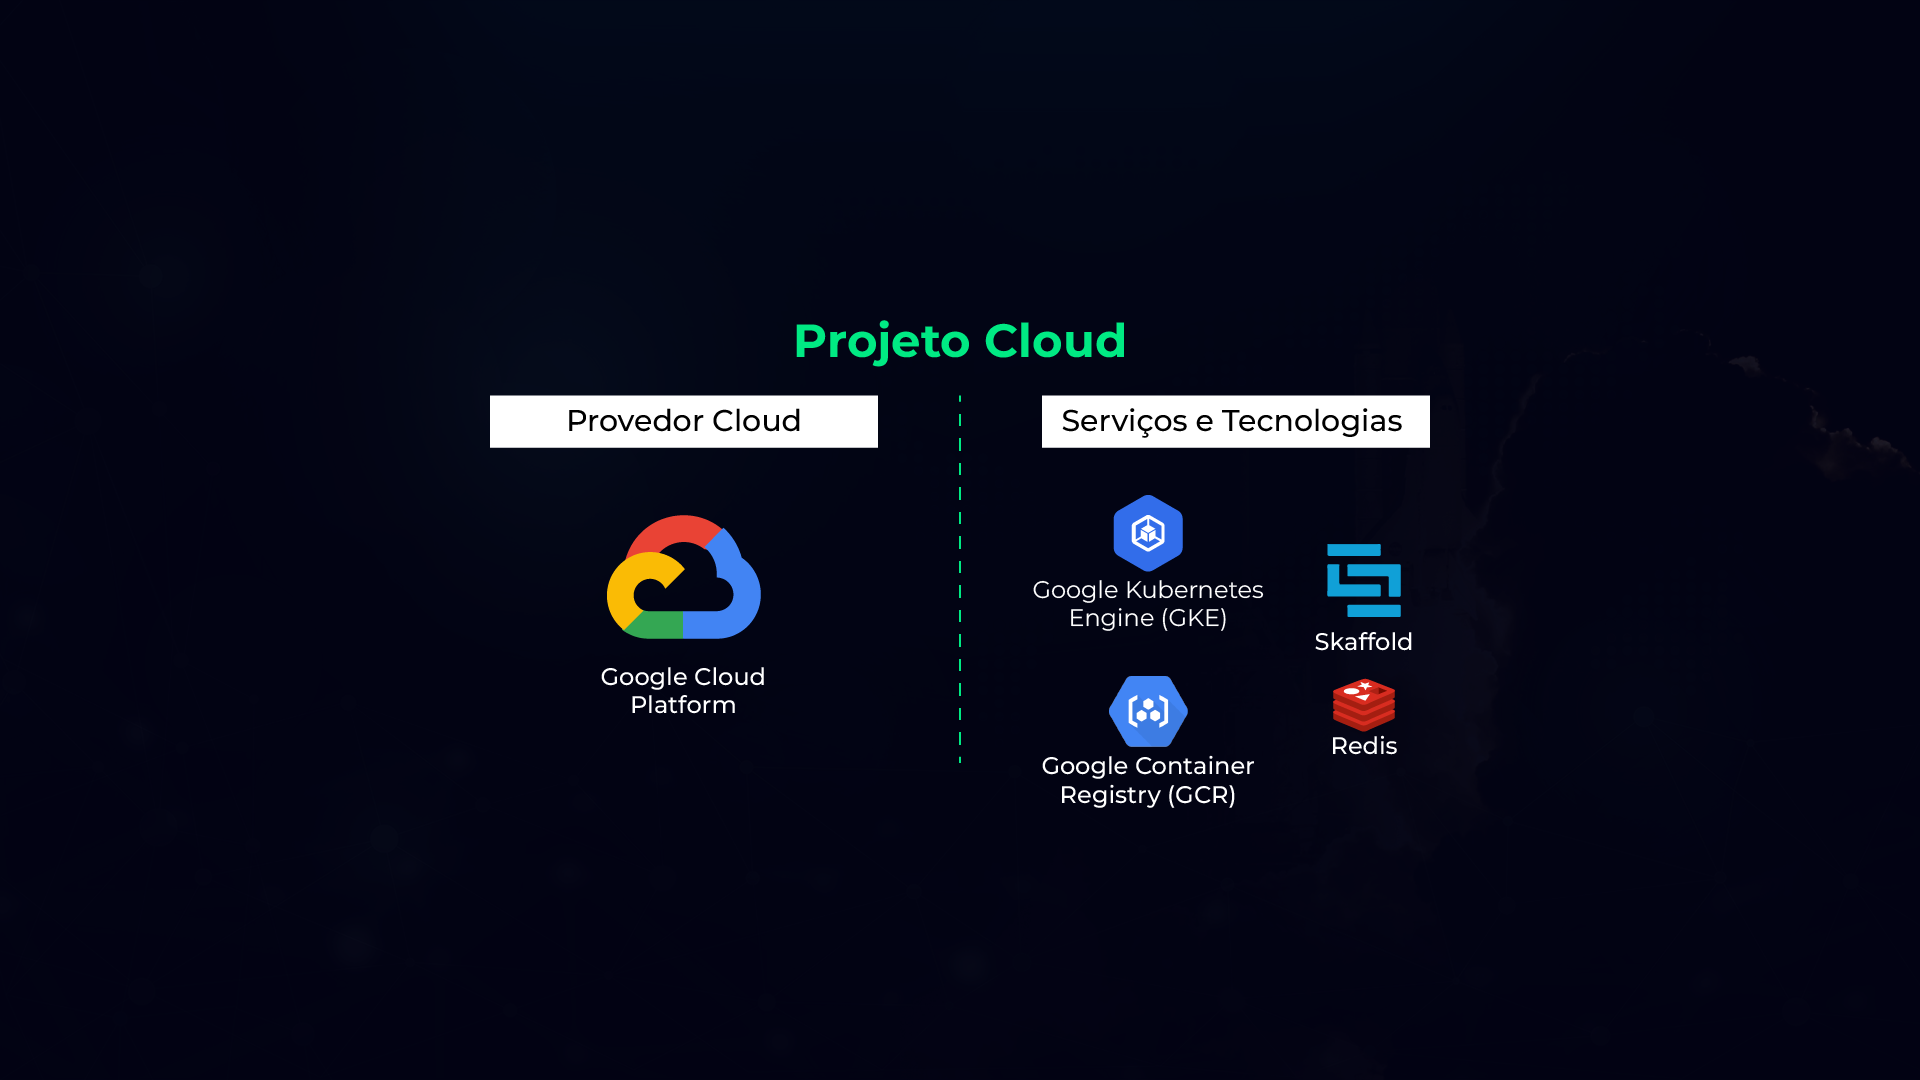 Projeto Cloud
Provedor Cloud
Google Cloud
Platform
Serviços e Tecnologias
Google Kubernetes
Engine (GKE)
Skaffold
Google Container
Registry (GCR)
Redis